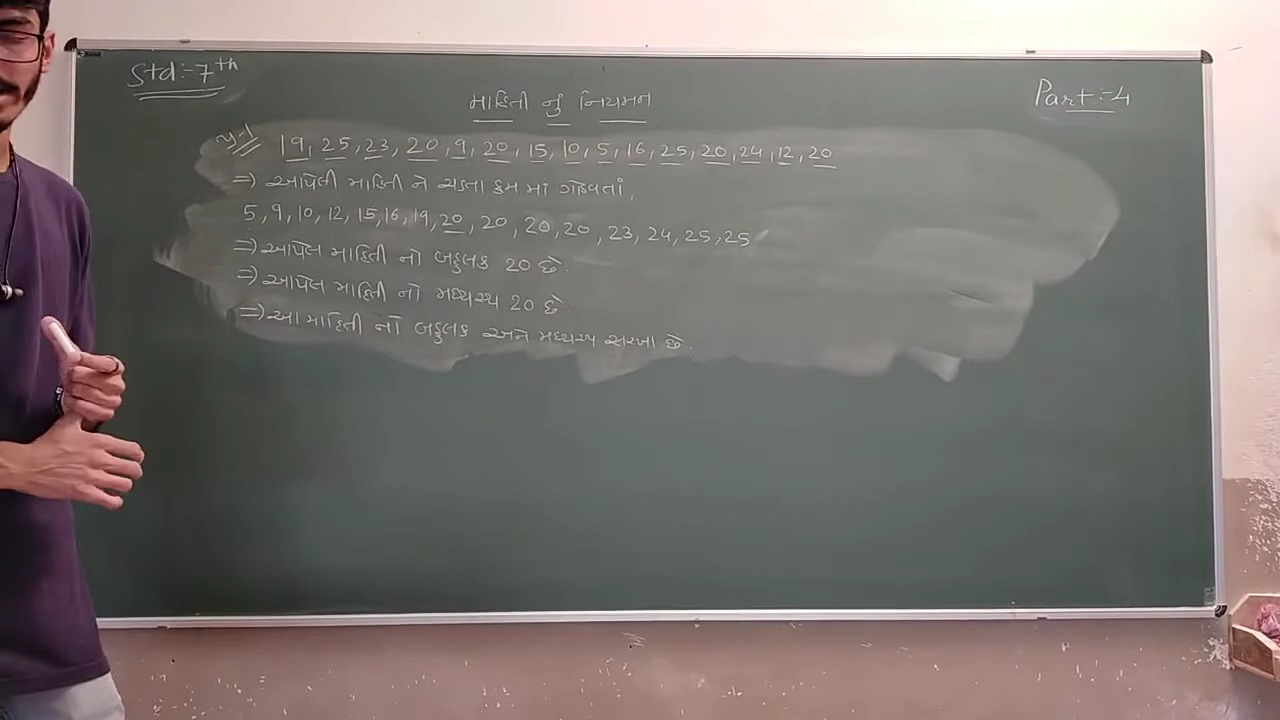 Std:-7th
માહિતી નું નિયમન
Part:-4
પ્ર-1 19, 25, 23, 20, 9, 20, 15, 10, 5, 16, 25, 20, 24, 12, 20
=) આપેલી માહિતી ને ચડતા ક્રમ માં ગોઠવતાં,
5, 9, 10, 12, 15, 16, 19, 20, 20, 20, 20, 23, 24, 25, 25
=) આપેલ માહિતી નો બહુલક 20 છે.
=) આપેલ માહિતી નો મધ્યસ્થ 20 છે.
=) આ માહિતી નો બહુલક અને મધ્યસ્થ સરખા છે.